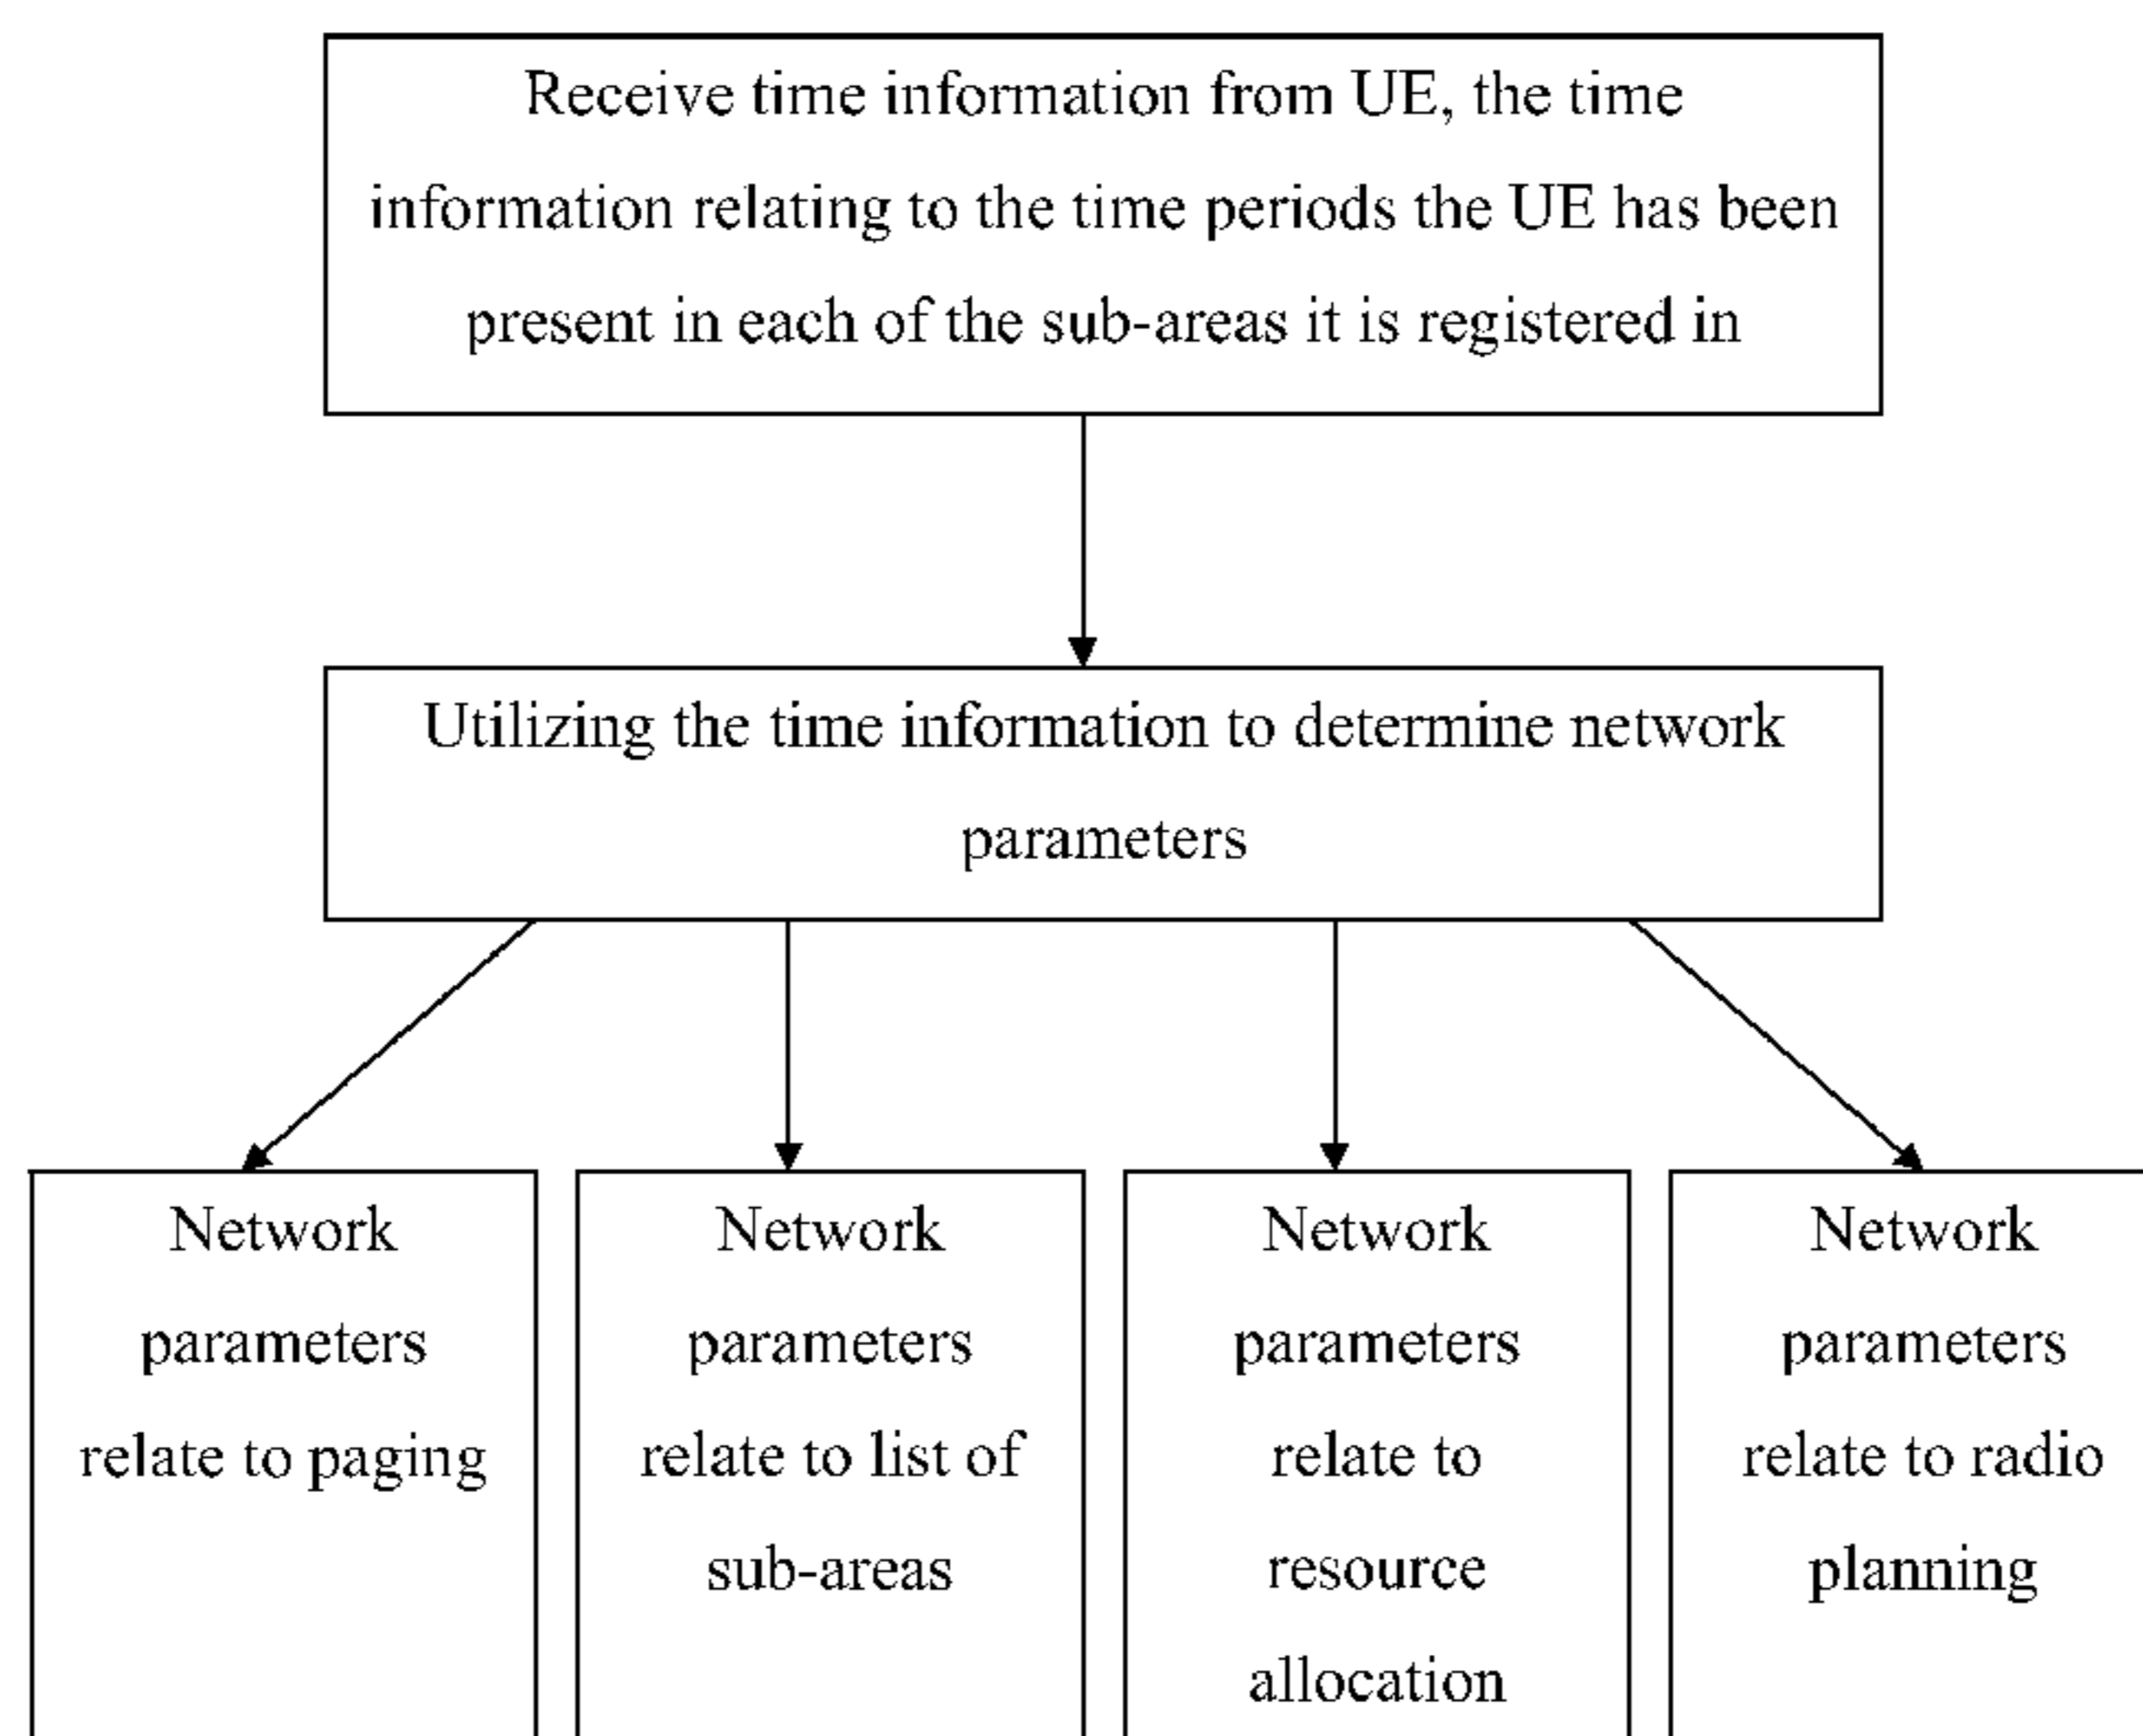 Receive time information from UE, the time
information relating to the time periods the UE has been
present in each of the sub-areas it is registered in
Utilizing the time information to determine network
parameters
Network
parameters
relate to paging
Network
parameters
relate to list of
sub-areas
Network
parameters
relate to
resource
allocation
Network
parameters
relate to radio
planning